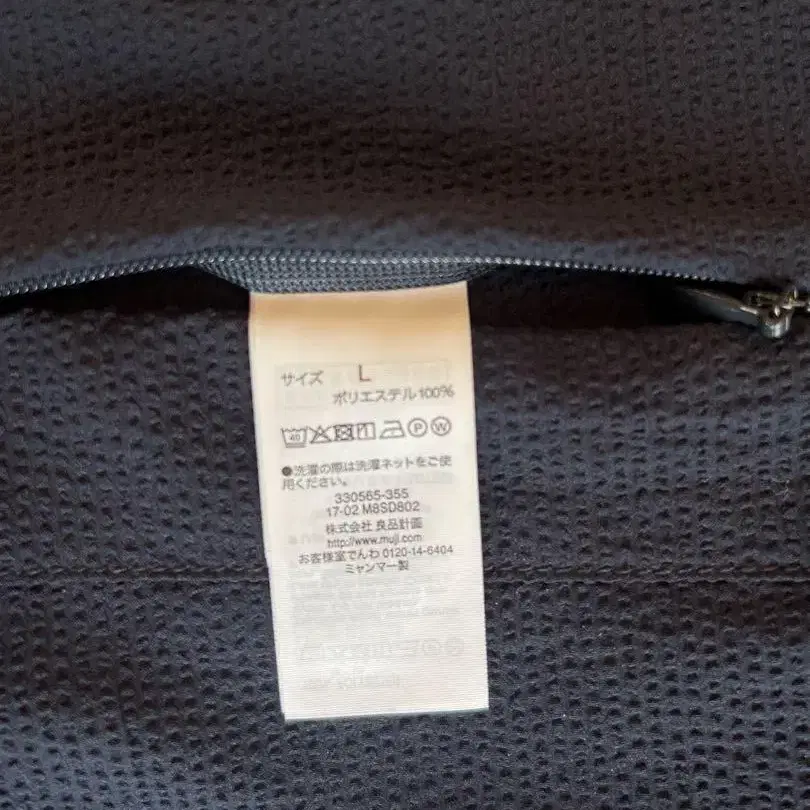 サイズ L
ポリエステル100%
40 P W
●洗濯の際は洗濯ネットをご使
用ください。
330565-355
17-02 M8SD802
株式会社 良品計画
http://www.muji.com
お客様室でんわ 0120-14-6404
ミャンマー製